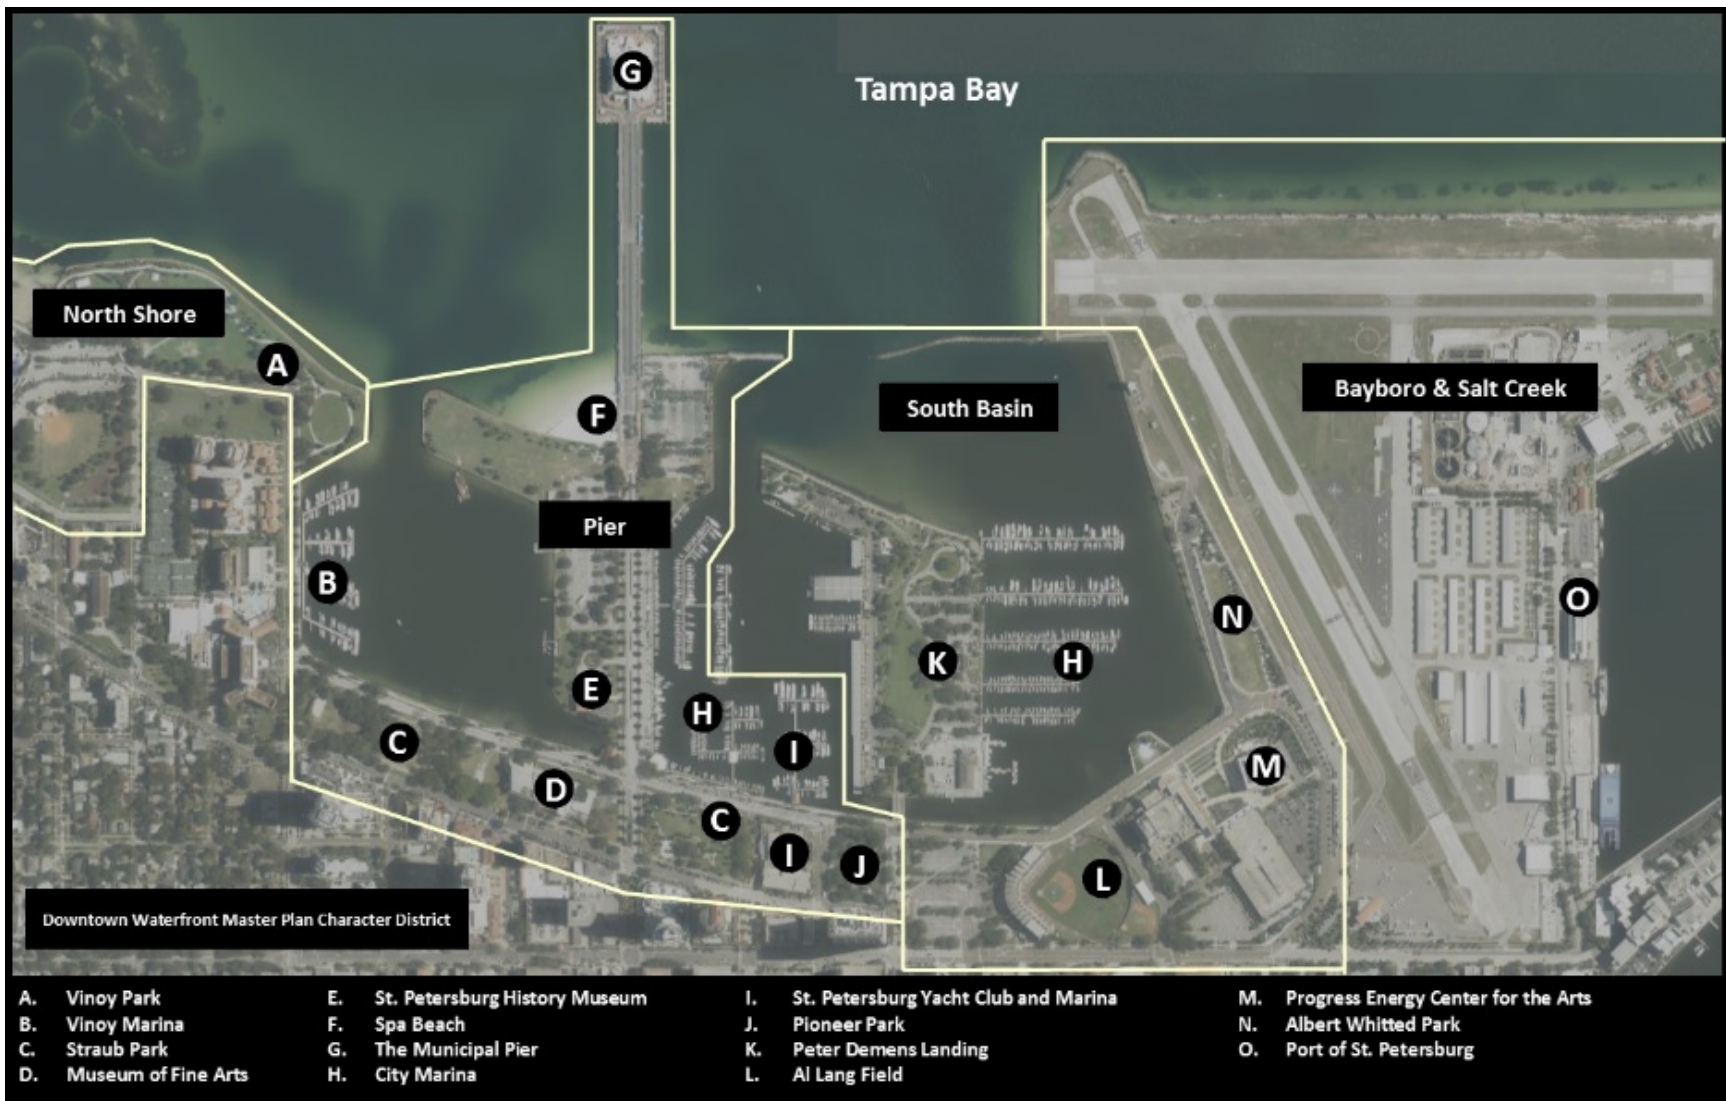 G
Tampa Bay
North Shore
A
F
South Basin
Bayboro & Salt Creek
Pier
B
O
N
K
H
E
H
C
I
M
D
C
I
J
L
Downtown Waterfront Master Plan Character District
A. Vinoy Park
B. Vinoy Marina
C. Straub Park
D. Museum of Fine Arts
E. St. Petersburg History Museum
F. Spa Beach
G. The Municipal Pier
H. City Marina
I. St. Petersburg Yacht Club and Marina
J. Pioneer Park
K. Peter Demens Landing
L. Al Lang Field
M. Progress Energy Center for the Arts
N. Albert Whitted Park
O. Port of St. Petersburg